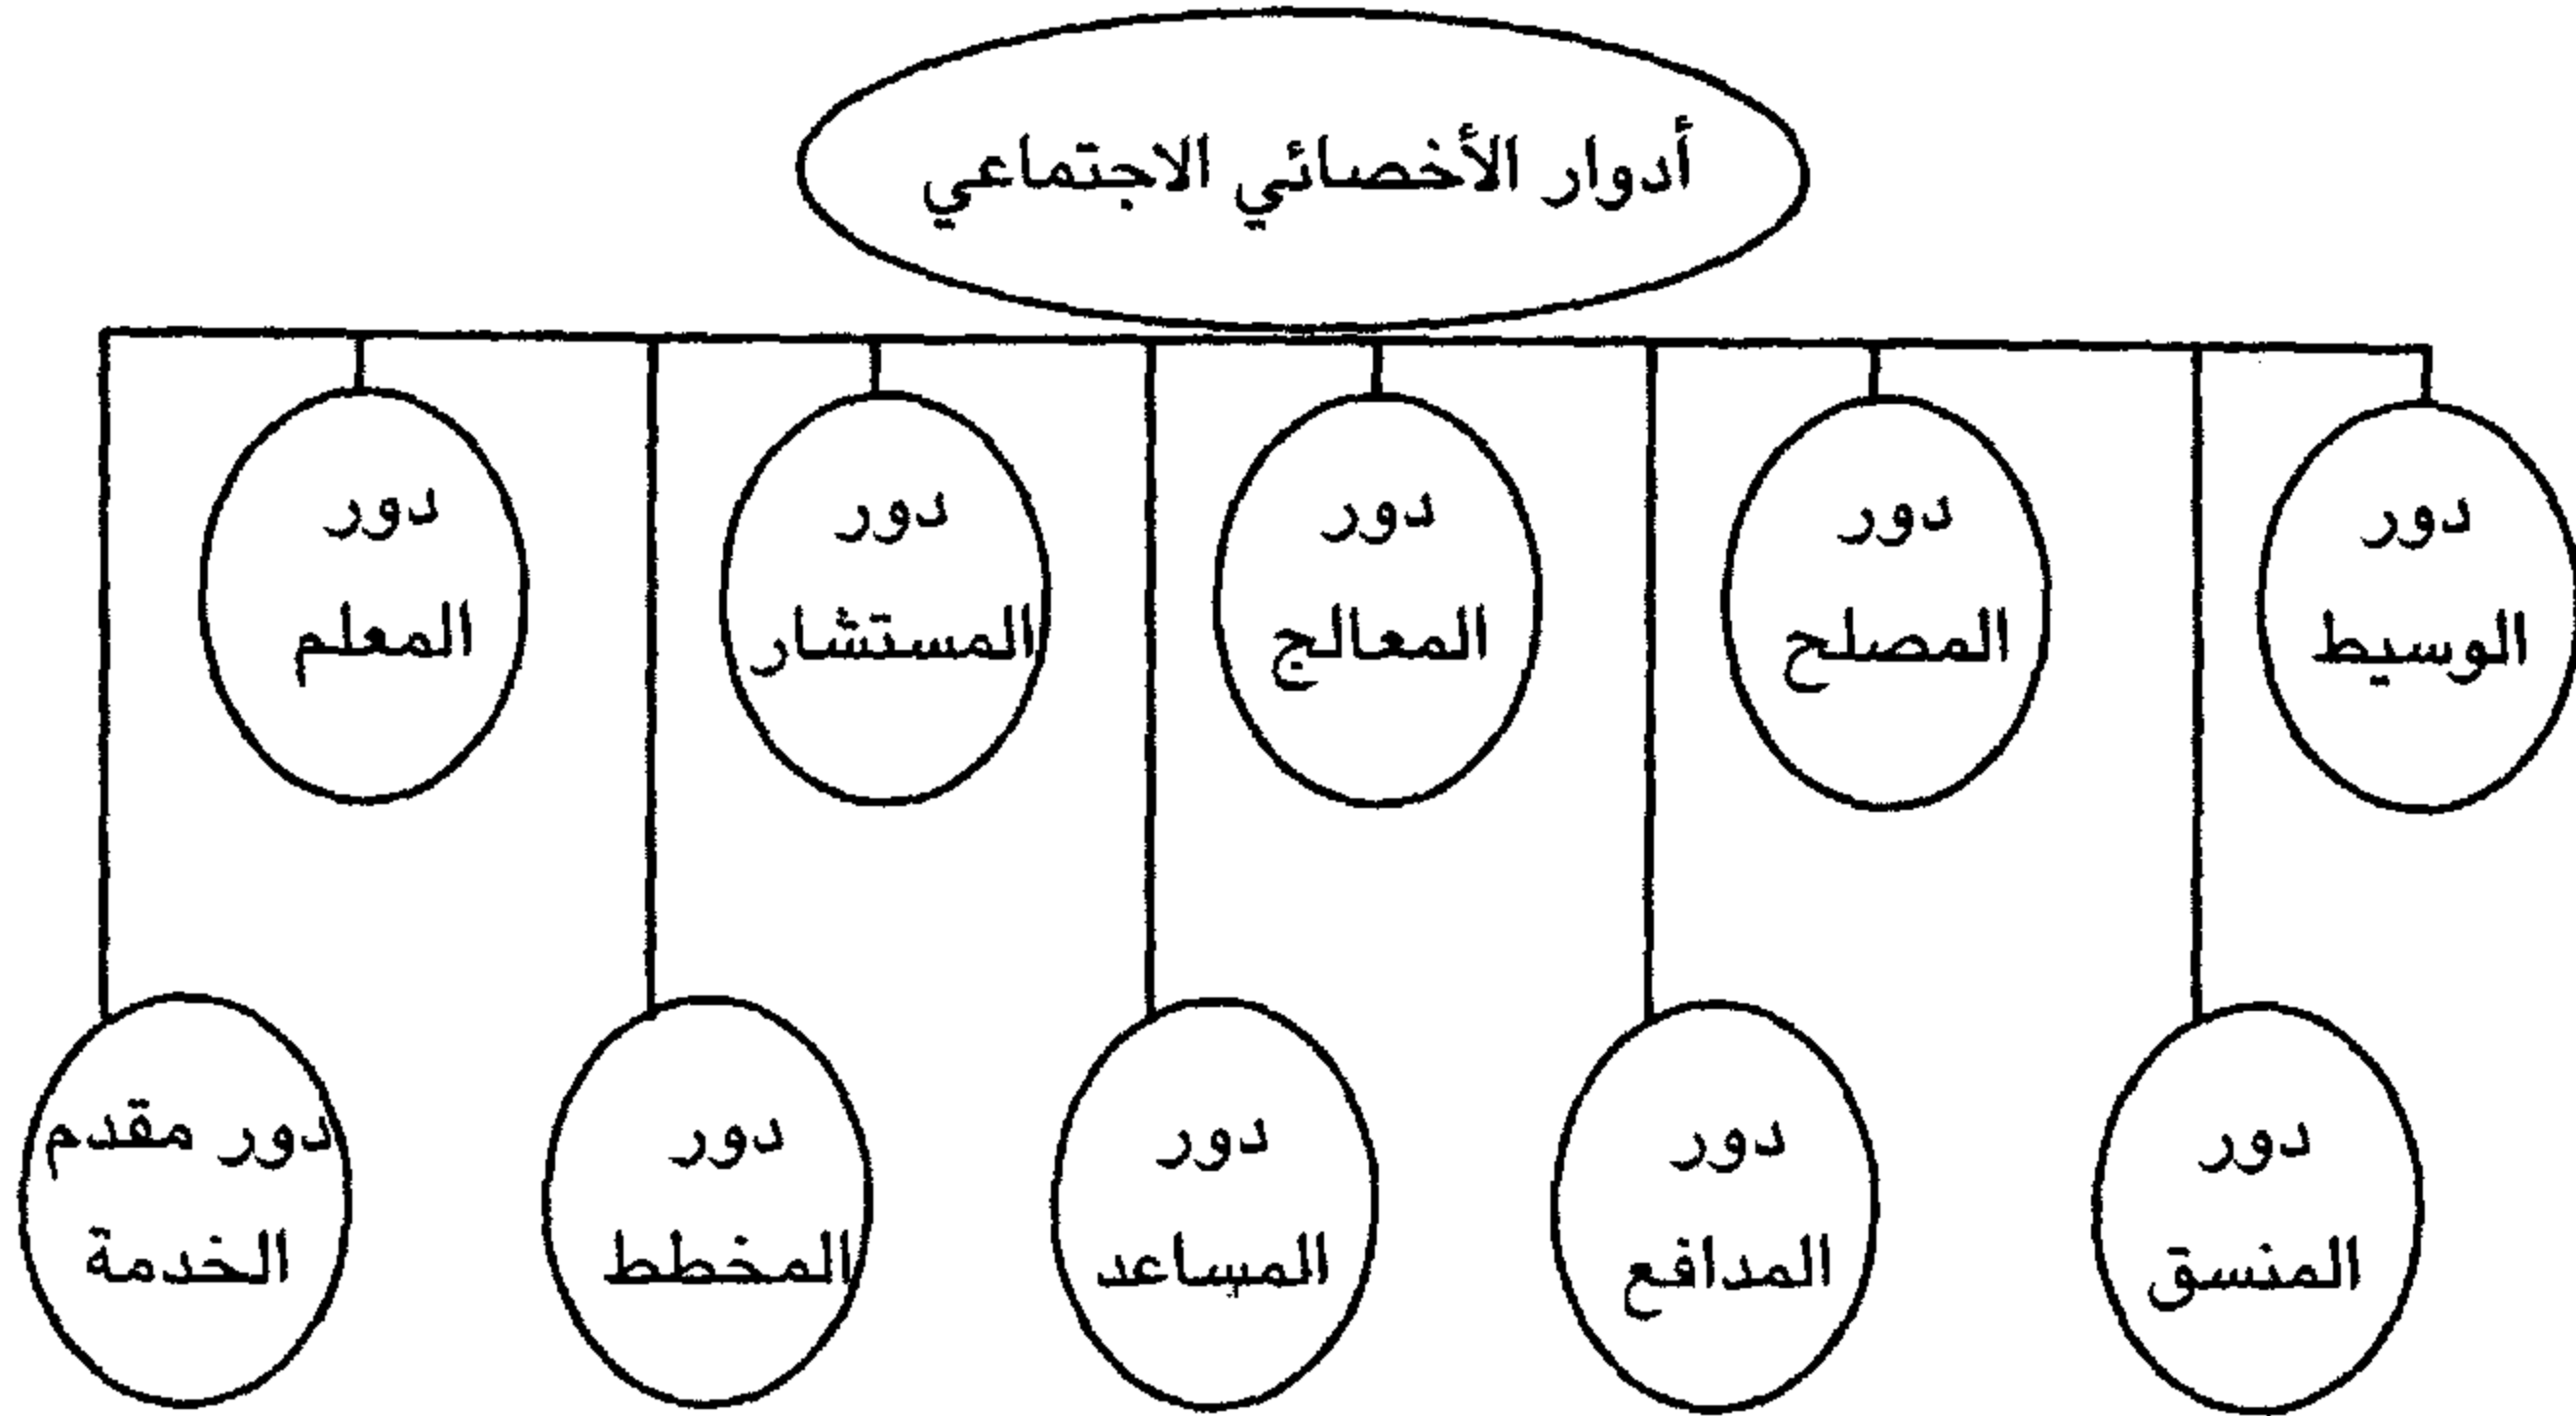 أدوار الأخصائي الاجتماعي
دور
الوسيط
دور
المصلح
دور
المعالج
دور
المستشار
دور
المعلم
دور
المنسق
دور
المدافع
دور
المساعد
دور
المخطط
دور مقدم
الخدمة